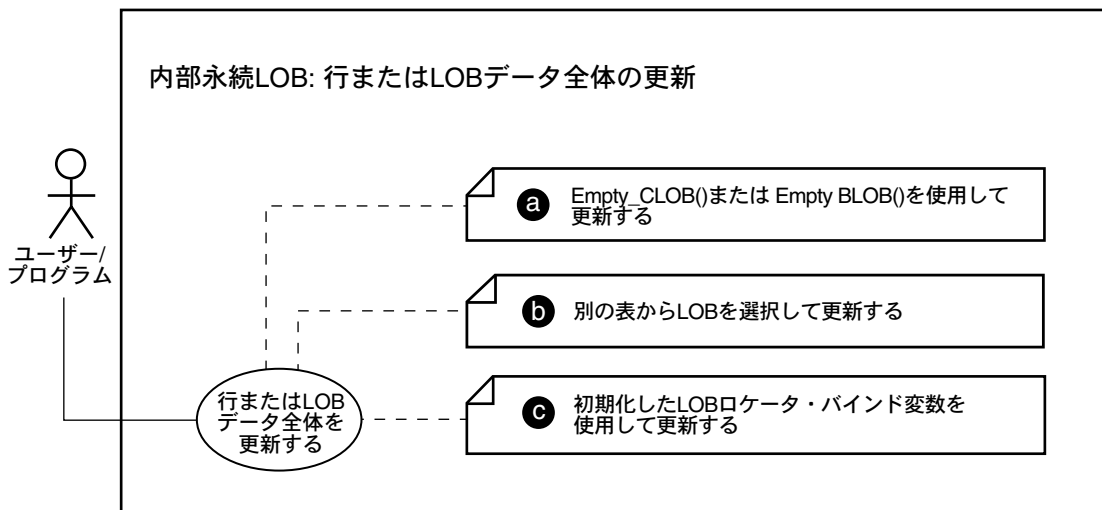 内部永続LOB: 行またはLOBデータ全体の更新
ユーザー/
プログラム
a Empty_CLOB()または Empty BLOB()を使用して
更新する
b 別の表からLOBを選択して更新する
行またはLOB
データ全体を
更新する
c 初期化したLOBロケータ・バインド変数を
使用して更新する